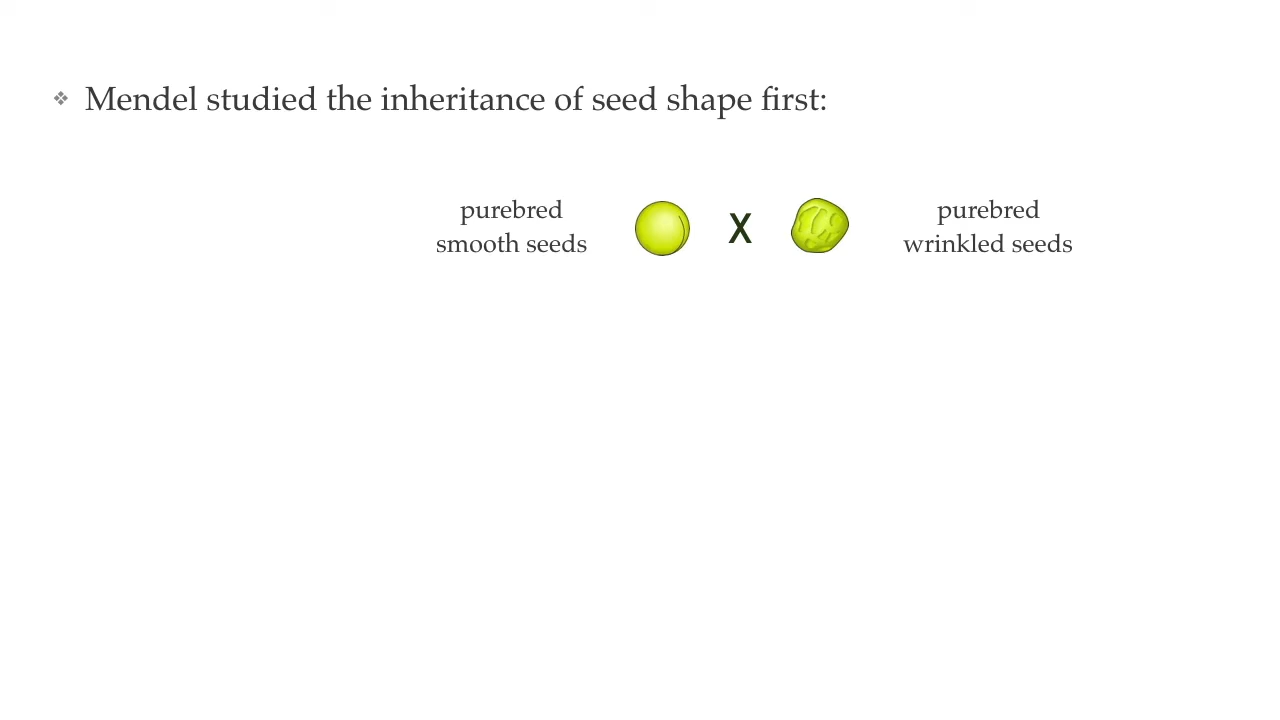 Mendel studied the inheritance of seed shape first:
purebred
smooth seeds
X
purebred
wrinkled seeds